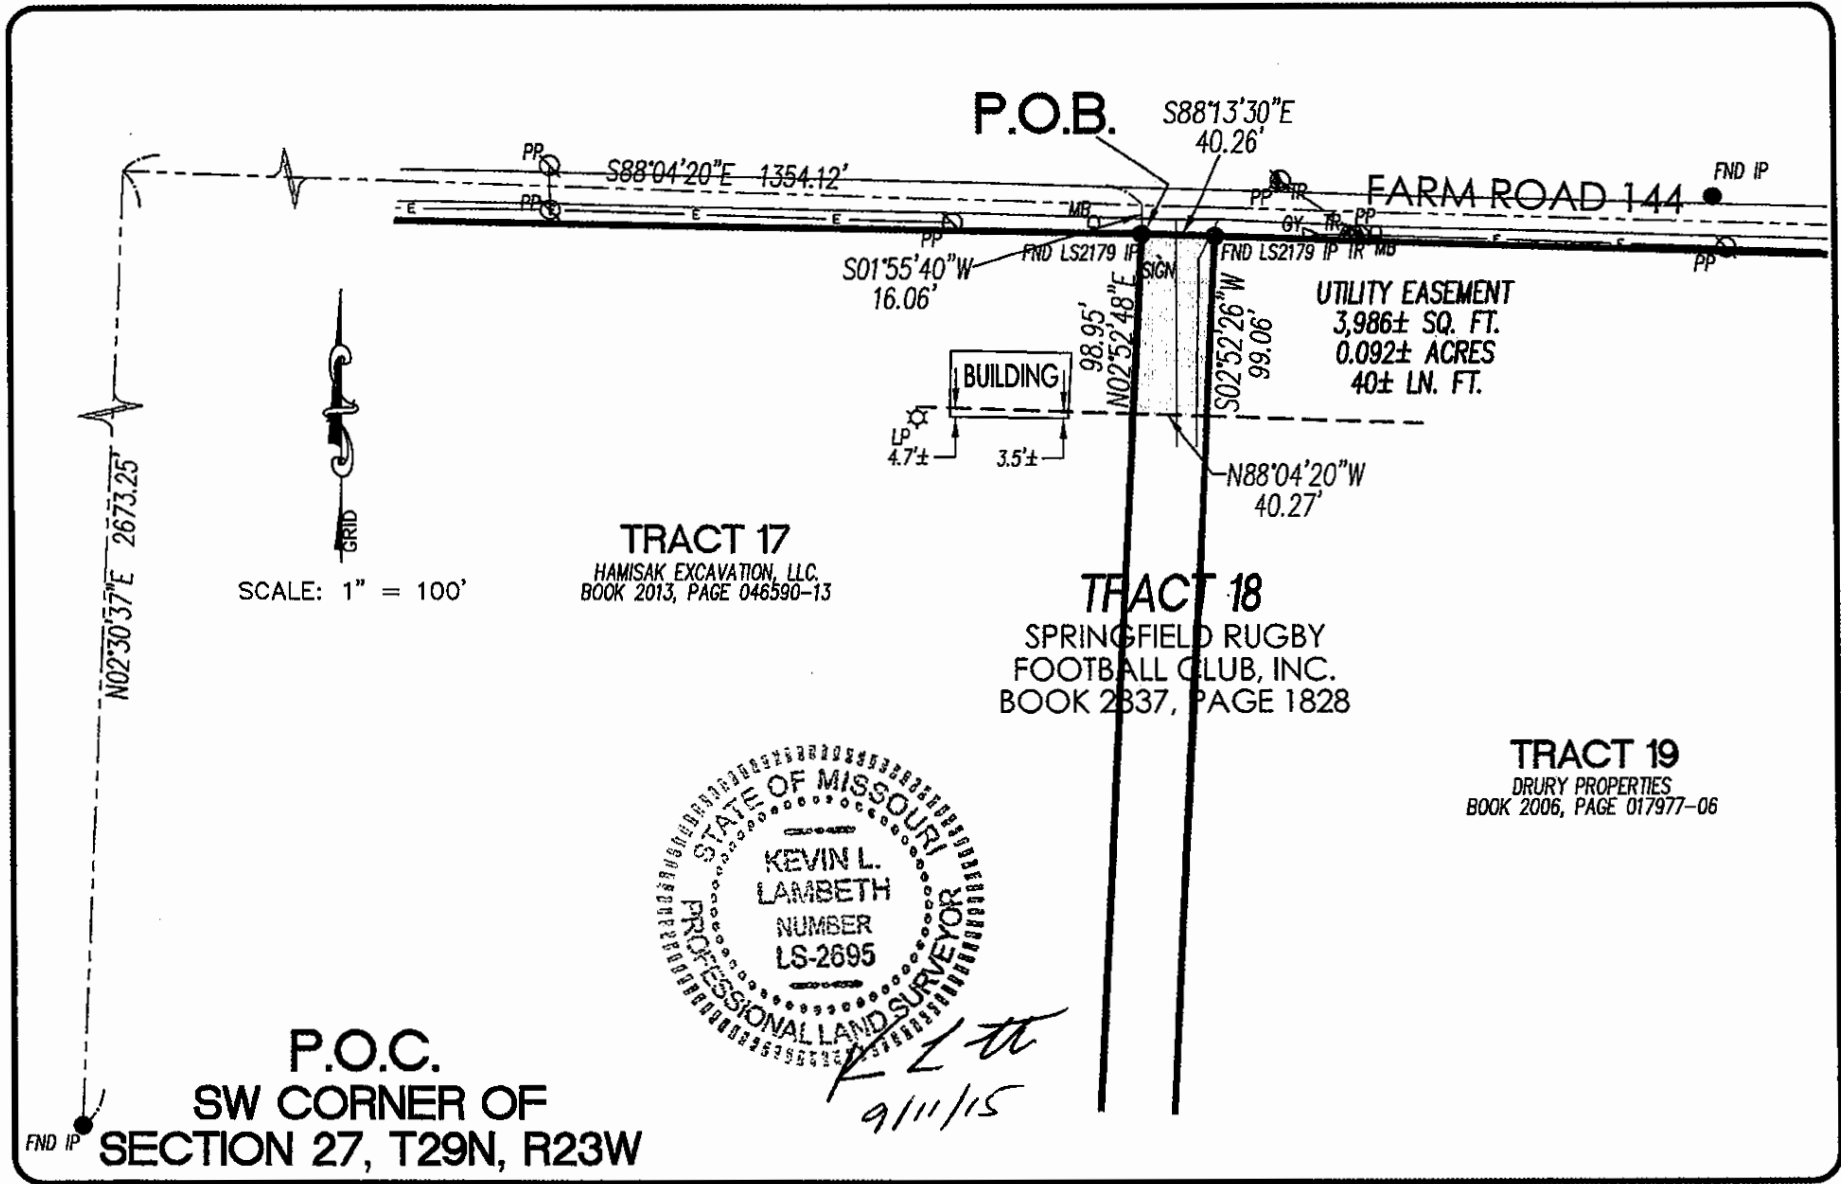 P.O.B.
S88°13'30"E
40.26'
PP
S88°04'20"E 1354.12'
FND IP
PP
TR
FARM ROAD 144
E
PP
E
E
E
PP
MB
GY
TR
PP
FND LS2179 IP
SIGN
FND LS2179 IP
TR
MB
E
E
PP
S01°55'40"W
16.06'
98.95'
N02°52'48"E
S02°52'26"W
99.06'
UTILITY EASEMENT
3,986± SQ. FT.
0.092± ACRES
40± LN. FT.
BUILDING
LP
4.7'±
3.5'±
N88°04'20"W
40.27'
N02°30'37"E 2673.25'
GRID
SCALE: 1" = 100'
TRACT 17
HAMISAK EXCAVATION, LLC.
BOOK 2013, PAGE 046590-13
TRACT 18
SPRINGFIELD RUGBY
FOOTBALL CLUB, INC.
BOOK 2337, PAGE 1828
TRACT 19
DRURY PROPERTIES
BOOK 2006, PAGE 017977-06
STATE OF MISSOURI
KEVIN L.
LAMBETH
NUMBER
LS-2695
PROFESSIONAL LAND SURVEYOR
9/11/15
P.O.C.
SW CORNER OF
SECTION 27, T29N, R23W
FND IP